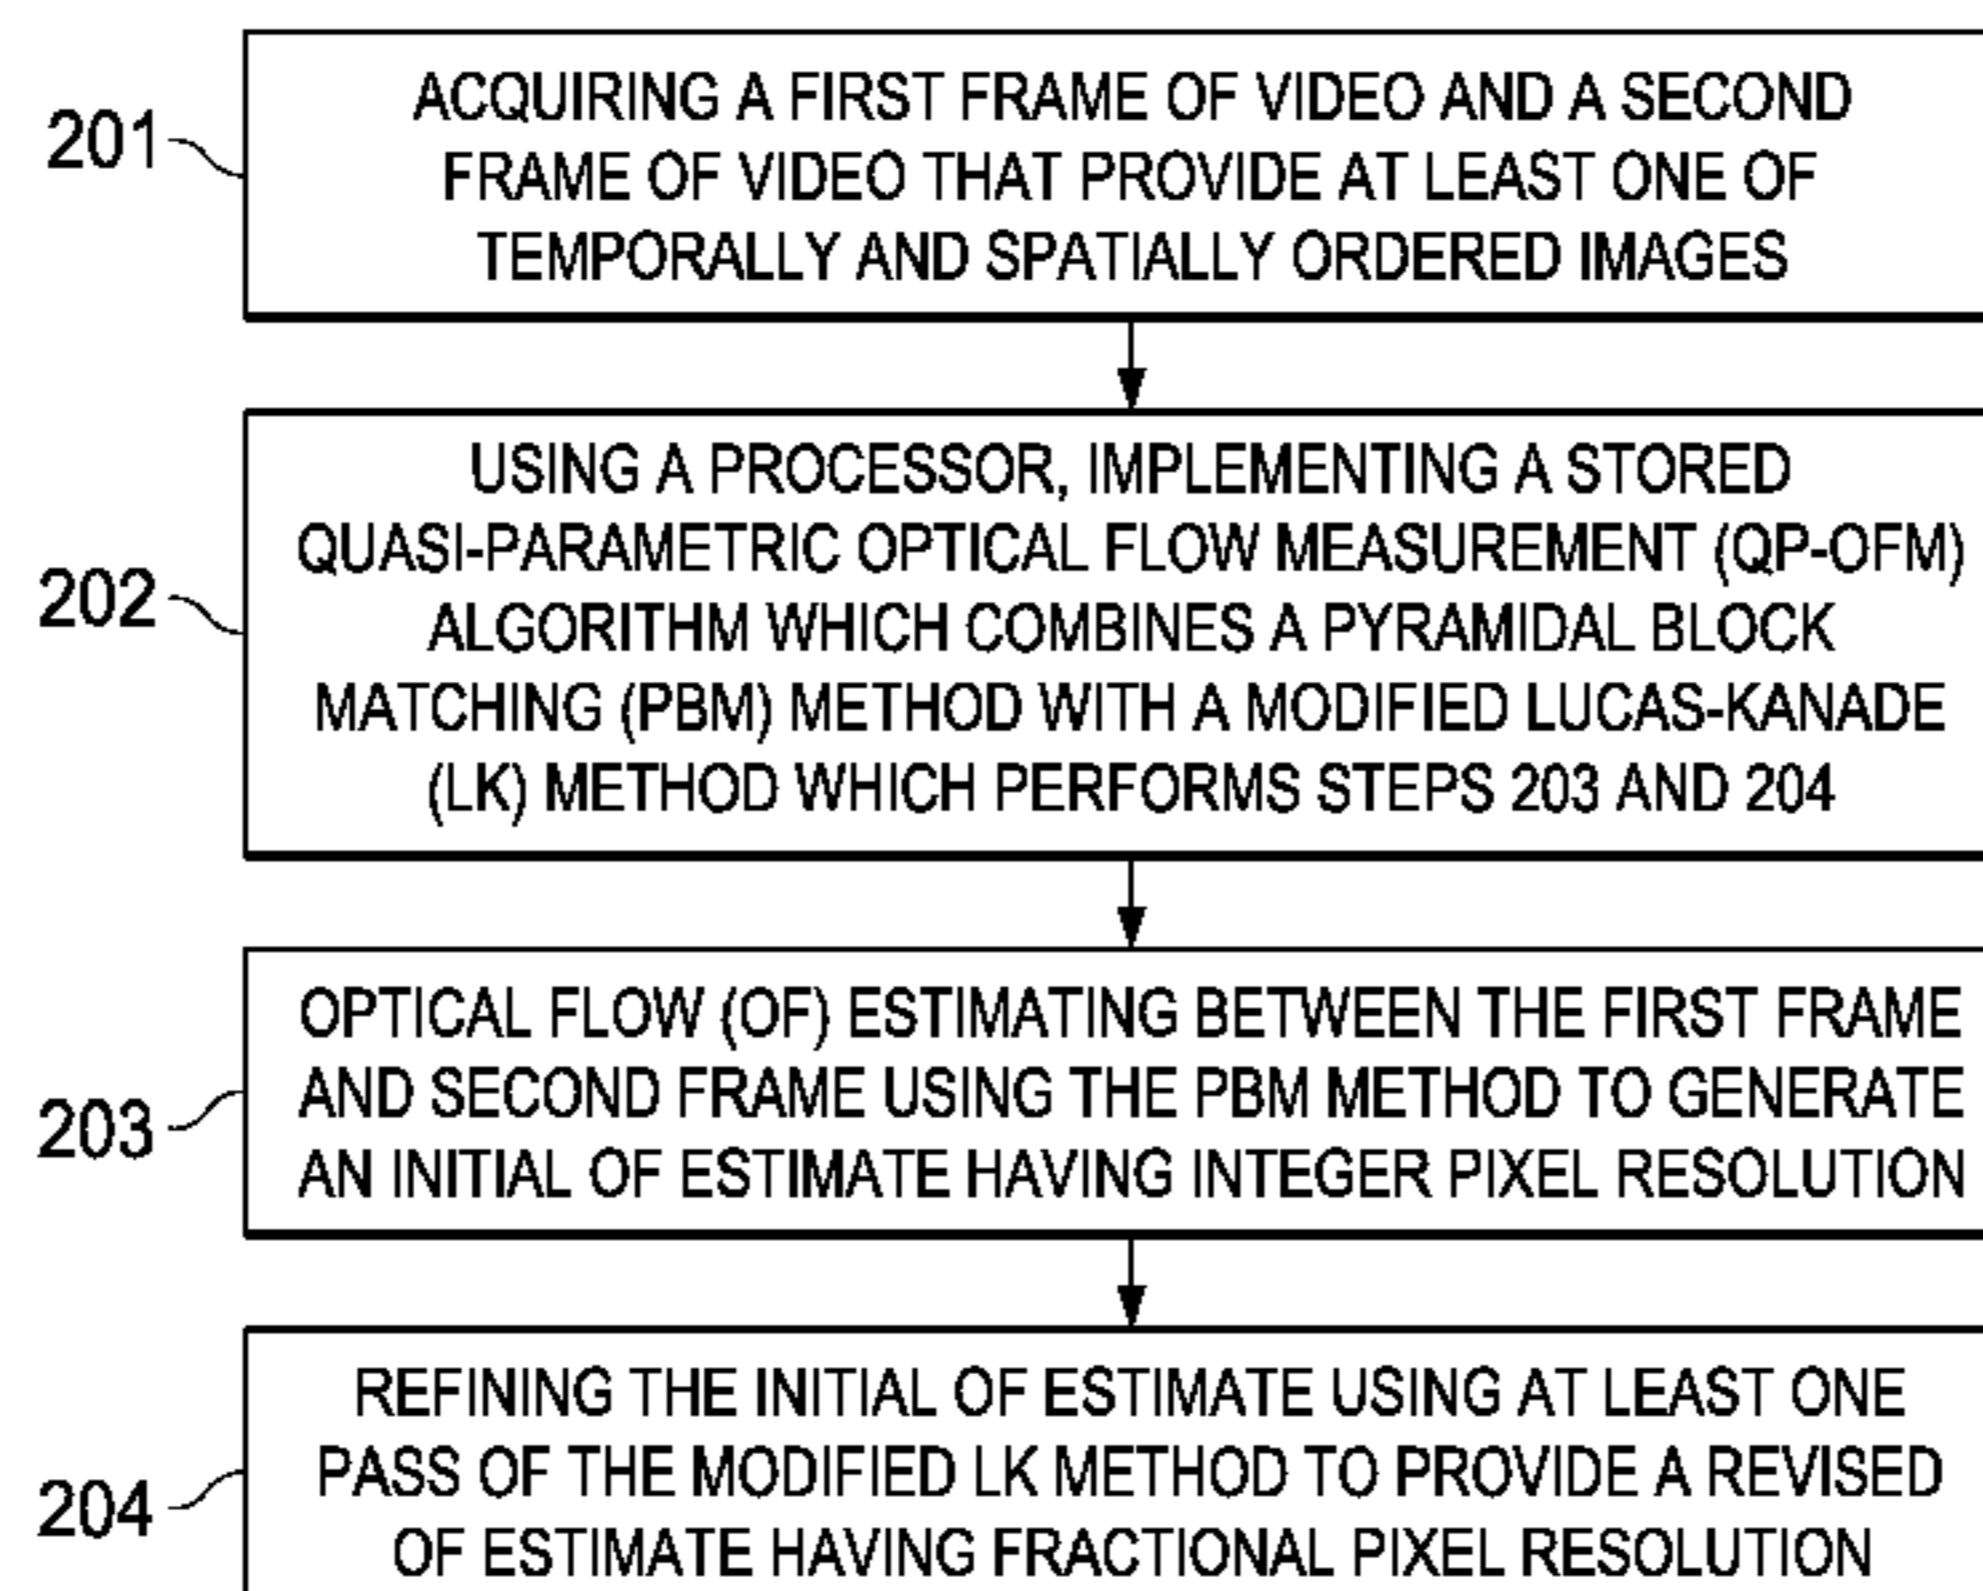 201
ACQUIRING A FIRST FRAME OF VIDEO AND A SECOND
FRAME OF VIDEO THAT PROVIDE AT LEAST ONE OF
TEMPORALLY AND SPATIALLY ORDERED IMAGES
202
USING A PROCESSOR, IMPLEMENTING A STORED
QUASI-PARAMETRIC OPTICAL FLOW MEASUREMENT (QP-OFM)
ALGORITHM WHICH COMBINES A PYRAMIDAL BLOCK
MATCHING (PBM) METHOD WITH A MODIFIED LUCAS-KANADE
(LK) METHOD WHICH PERFORMS STEPS 203 AND 204
203
OPTICAL FLOW (OF) ESTIMATING BETWEEN THE FIRST FRAME
AND SECOND FRAME USING THE PBM METHOD TO GENERATE
AN INITIAL OF ESTIMATE HAVING INTEGER PIXEL RESOLUTION
204
REFINING THE INITIAL OF ESTIMATE USING AT LEAST ONE
PASS OF THE MODIFIED LK METHOD TO PROVIDE A REVISED
OF ESTIMATE HAVING FRACTIONAL PIXEL RESOLUTION